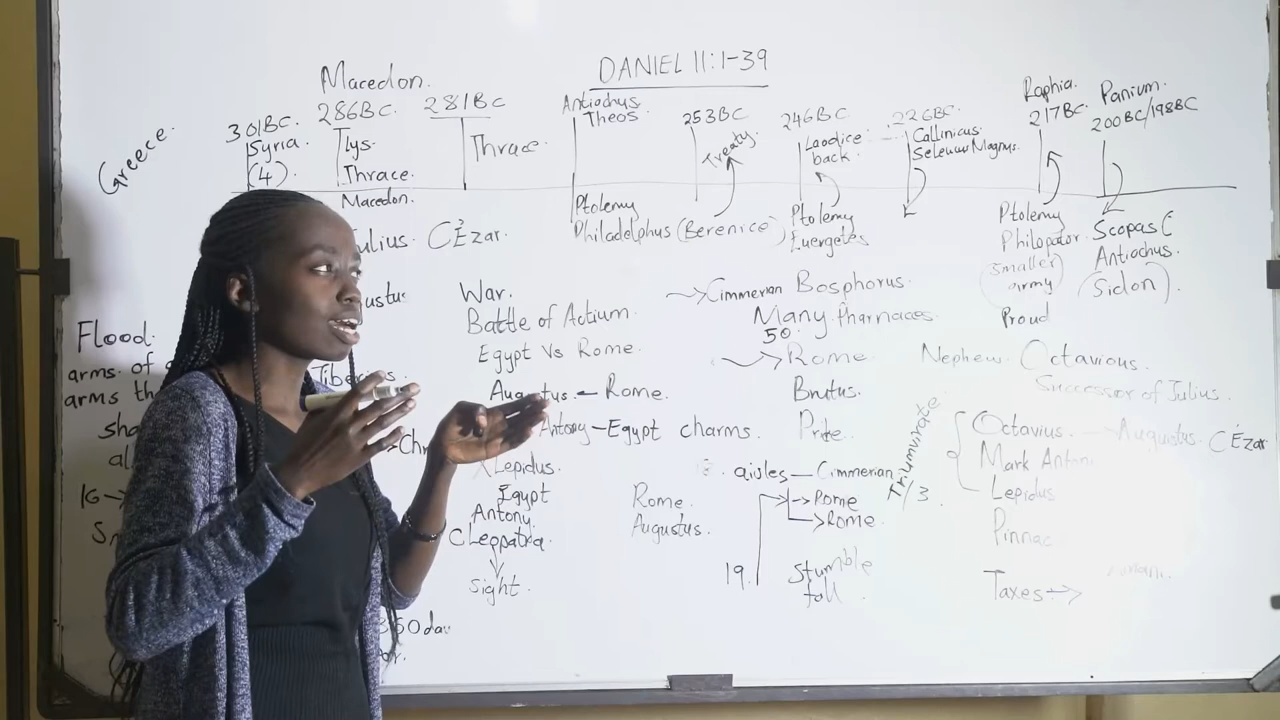 DANIEL 11:1-39
Greece.
Macedon.
301BC.
Syria.
(4)
286BC.
Lys.
Thrace.
Macedon.
281BC
Thrace.
Antiochus
Theos
Ptolemy
Philadelphus (Berenice)
253BC
Treaty.
246BC
Laodice
back.
Ptolemy
Euergetes
226BC.
Callinicus
Seleucus Magnus.
Raphia.
217BC.
Ptolemy
Philopator
(smaller
army)
Proud
Panium.
200BC/198BC
Scopas (
Antiochus.
(Sidon).
Julius. CÉzar.
Flood.
arms of
arms th
Tiberius.
War.
Battle of Actium.
Egypt Vs Rome.
Augustus - Rome.
Antony - Egypt charms.
X Lepidus.
Egypt
Antony
Cleopatra.
sight.
Rome.
Augustus.
Cimmerian Bosphorus.
Many Pharnaces.
50.
Rome.
Brutus.
Pride.
aisles - Cimmerian
Rome
Rome
19.
Stumble
fall
Nephew. Octavious.
Successor of Julius.
Triumvirate
3
Octavius Augustus CÉzar
Mark Anton
Lepidus
Pinnac
Taxes